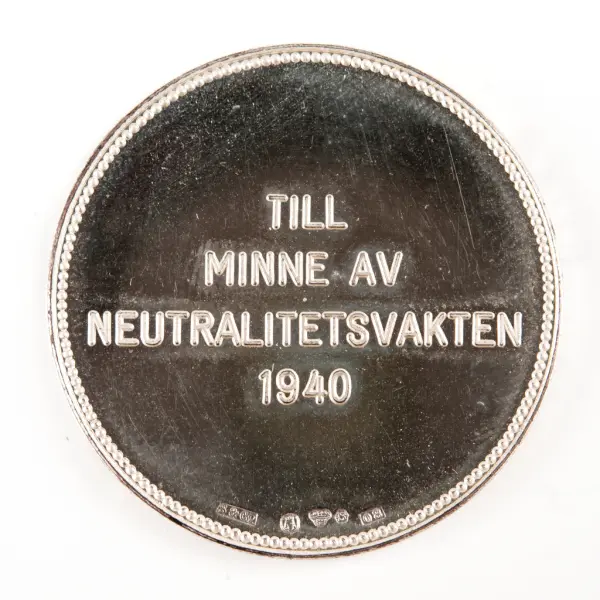 TILL
MINNE AV
NEUTRALITETSVAKTEN
1940